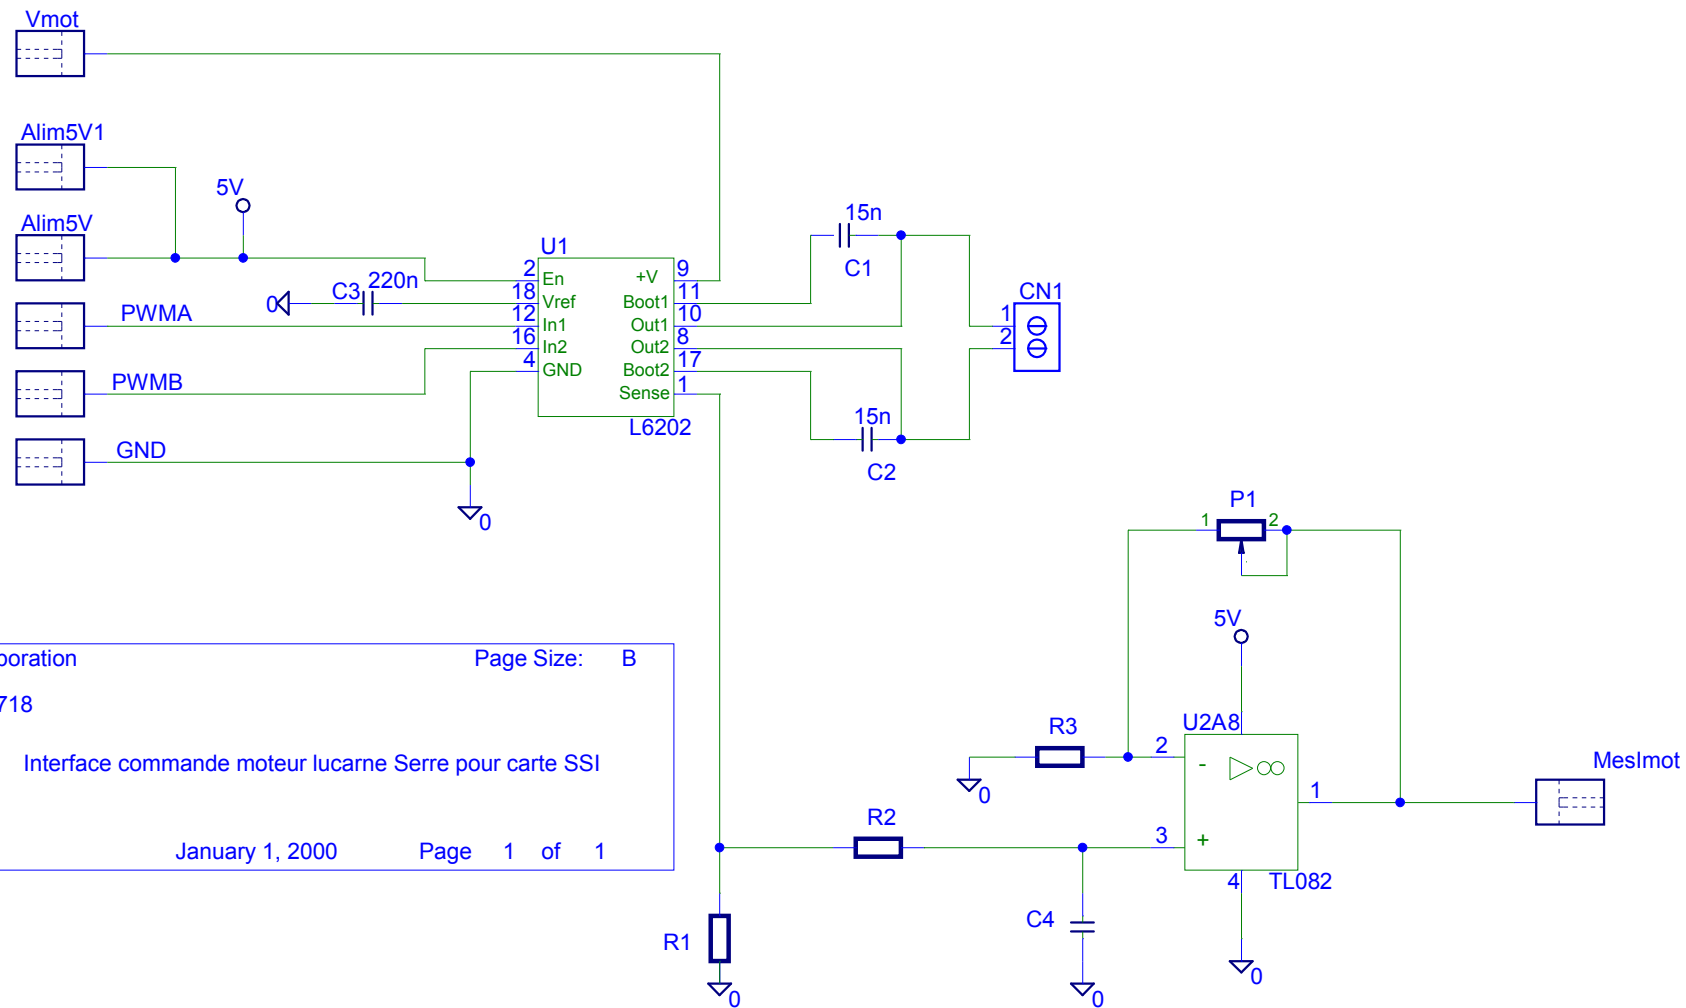 Vmot
Alim5V1
5V
Alim5V
PWMA
PWMB
GND
0
C3
220n
U1
2 En
18 Vref
12 In1
16 In2
4 GND
+V 9
Boot1 11
Out1 10
Out2 8
Boot2 17
Sense 1
L6202
0
15n
C1
15n
C2
CN1
1
2
P1
1 2
5V
R3
0
U2A8
2 -
3 +
1
4
TL082
MesImot
R2
R1
0
C4
0
0
poration
Page Size: B
718
Interface commande moteur lucarne Serre pour carte SSI
January 1, 2000 Page 1 of 1